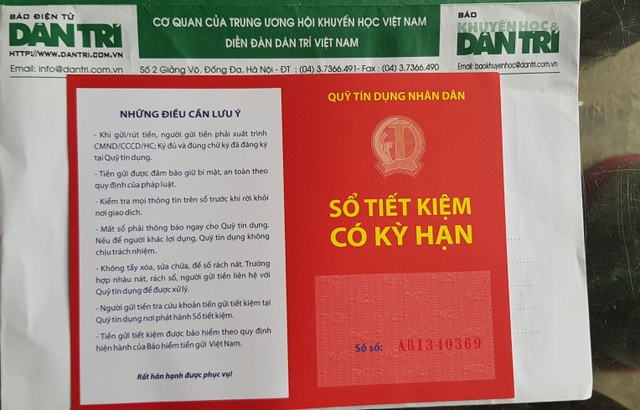 BÁO ĐIỆN TỬ
DÂN TRÍ
HTTP://WWW.DANTRI.COM.VN
Email: info@dantri.com.vn
CƠ QUAN CỦA TRUNG ƯƠNG HỘI KHUYẾN HỌC VIỆT NAM
DIỄN ĐÀN DÂN TRÍ VIỆT NAM
Số 2 Giảng Võ, Đống Đa, Hà Nội - ĐT : (04) 3.7366.491- Fax : (04) 3.7366.490
BÁO
KHUYẾN HỌC &
DÂN TRÍ
Email: baokhuyenhoc@dantri.com.vn
NHỮNG ĐIỀU CẦN LƯU Ý
- Khi gửi/rút tiền, người gửi tiền phải xuất trình
CMND/CCCD/HC; Ký đủ và đúng chữ ký đã đăng ký
tại Quỹ tín dụng.
- Tiền gửi được đảm bảo giữ bí mật, an toàn theo
quy định của pháp luật.
- Kiểm tra mọi thông tin trên sổ trước khi rời khỏi
nơi giao dịch.
- Mất sổ phải thông báo ngay cho Quỹ tín dụng.
Nếu để người khác lợi dụng, Quỹ tín dụng không
chịu trách nhiệm.
- Không tẩy xóa, sửa chữa, để sổ rách nát. Trường
hợp nhàu nát, rách sổ, người gửi tiền liên hệ với
Quỹ tín dụng để được xử lý.
- Người gửi tiền tra cứu khoản tiền gửi tiết kiệm tại
Quỹ tín dụng nơi phát hành Sổ tiết kiệm.
- Tiền gửi tiết kiệm được bảo hiểm theo quy định
hiện hành của Bảo hiểm tiền gửi Việt Nam.
Rất hân hạnh được phục vụ!
QUỸ TÍN DỤNG NHÂN DÂN
SỔ TIẾT KIỆM
CÓ KỲ HẠN
Số sổ: AB1340369